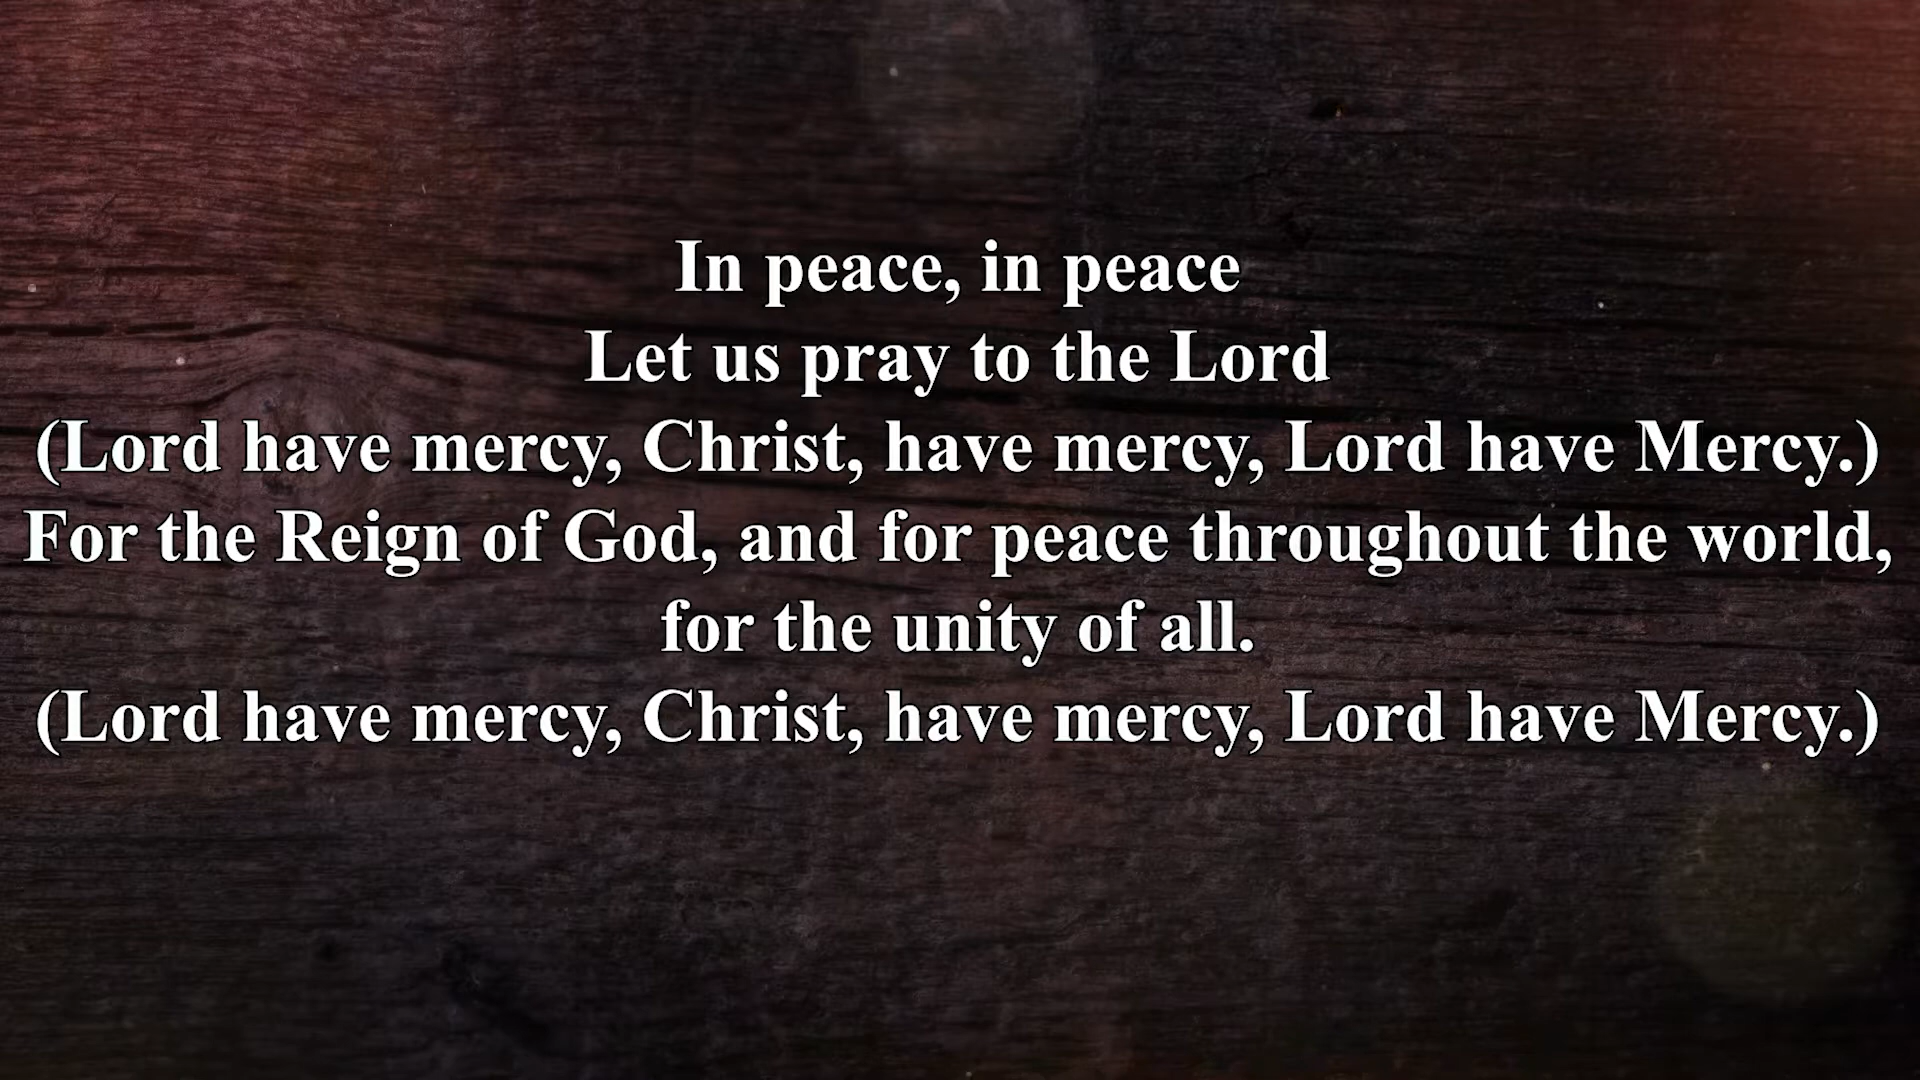 In peace, in peace
Let us pray to the Lord
(Lord have mercy, Christ, have mercy, Lord have Mercy.)
For the Reign of God, and for peace throughout the world,
for the unity of all.
(Lord have mercy, Christ, have mercy, Lord have Mercy.)